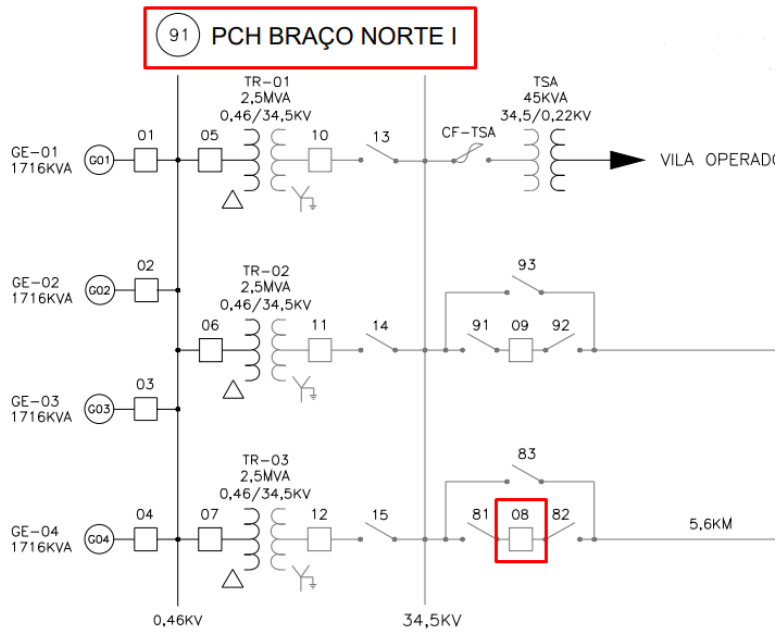 91 PCH BRAÇO NORTE I
TR-01
2,5MVA
0,46/34,5KV
TSA
45KVA
34,5/0,22KV
GE-01
1716KVA
G01
01
05
10
13
CF-TSA
VILA OPERADO
GE-02
1716KVA
G02
02
TR-02
2,5MVA
0,46/34,5KV
06
11
14
93
91
09
92
GE-03
1716KVA
G03
03
TR-03
2,5MVA
0,46/34,5KV
GE-04
1716KVA
G04
04
07
12
15
83
81
08
82
5,6KM
0,46KV
34,5KV